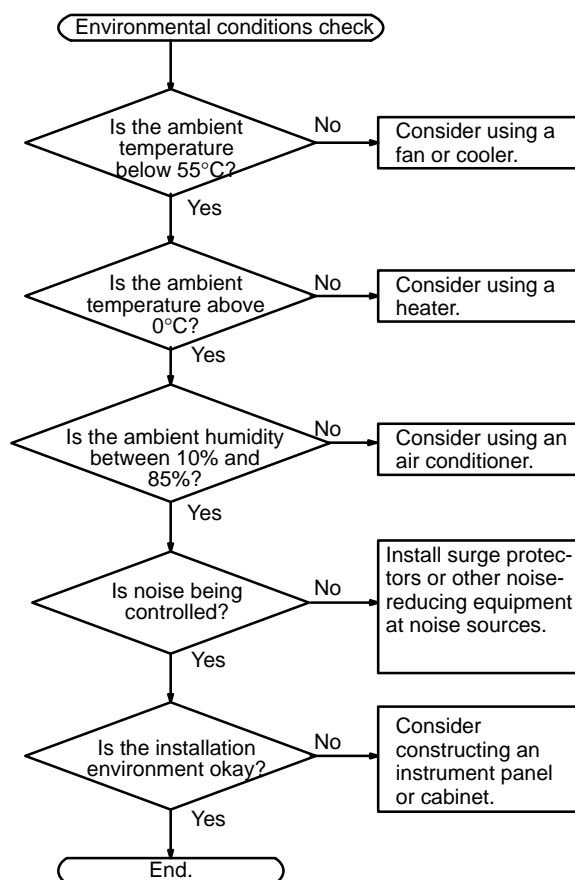 Environmental conditions check
Is the ambient
temperature
below 55°C?
No
Consider using a
fan or cooler.
Yes
Is the ambient
temperature above
0°C?
No
Consider using a
heater.
Yes
Is the ambient humidity
between 10% and
85%?
No
Consider using an
air conditioner.
Yes
Is noise being
controlled?
No
Install surge protec-
tors or other noise-
reducing equipment
at noise sources.
Yes
Is the installation
environment okay?
No
Consider
constructing an
instrument panel
or cabinet.
Yes
End.